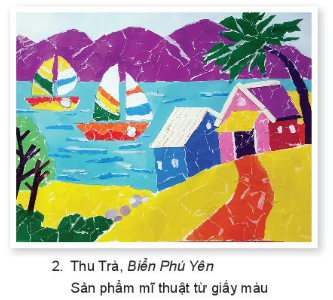 2. Thu Trà, Biển Phú Yên
Sản phẩm mĩ thuật từ giấy màu